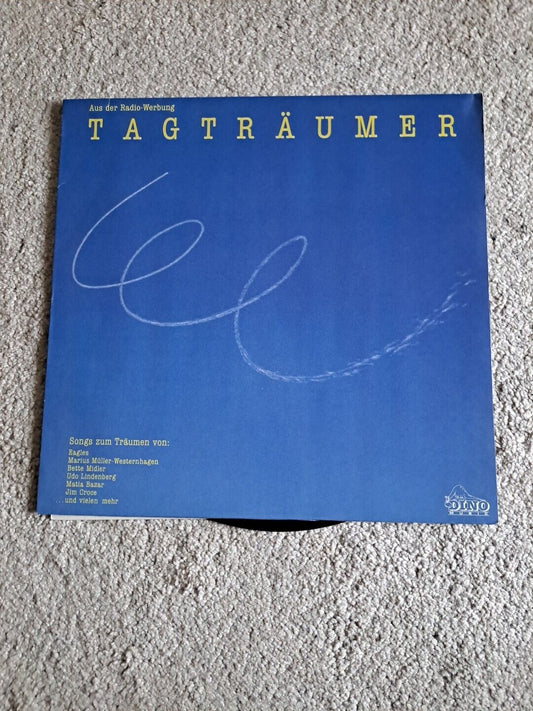 Aus der Radio-Werbung
TAGTRÄUMER
Songs zum Träumen von:
Eagles
Marius Müller-Westernhagen
Bette Midler
Udo Lindenberg
Matia Bazar
Jim Croce
...und vielen mehr
DINO
MUSIC